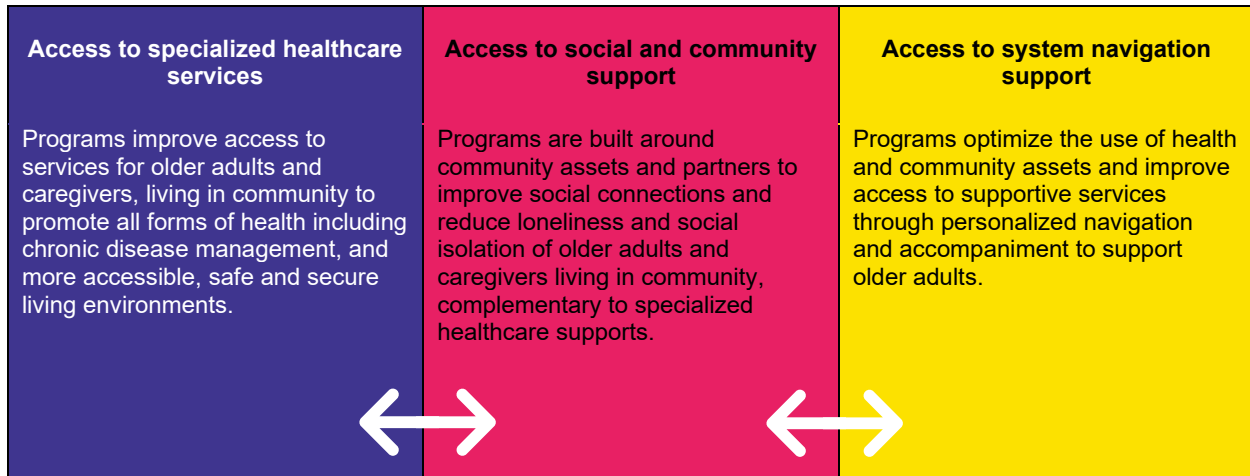 Access to specialized healthcare
services
Programs improve access to
services for older adults and
caregivers, living in community to
promote all forms of health including
chronic disease management, and
more accessible, safe and secure
living environments.
Access to social and community
support
Programs are built around
community assets and partners to
improve social connections and
reduce loneliness and social
isolation of older adults and
caregivers living in community,
complementary to specialized
healthcare supports.
Access to system navigation
support
Programs optimize the use of health
and community assets and improve
access to supportive services
through personalized navigation
and accompaniment to support
older adults.